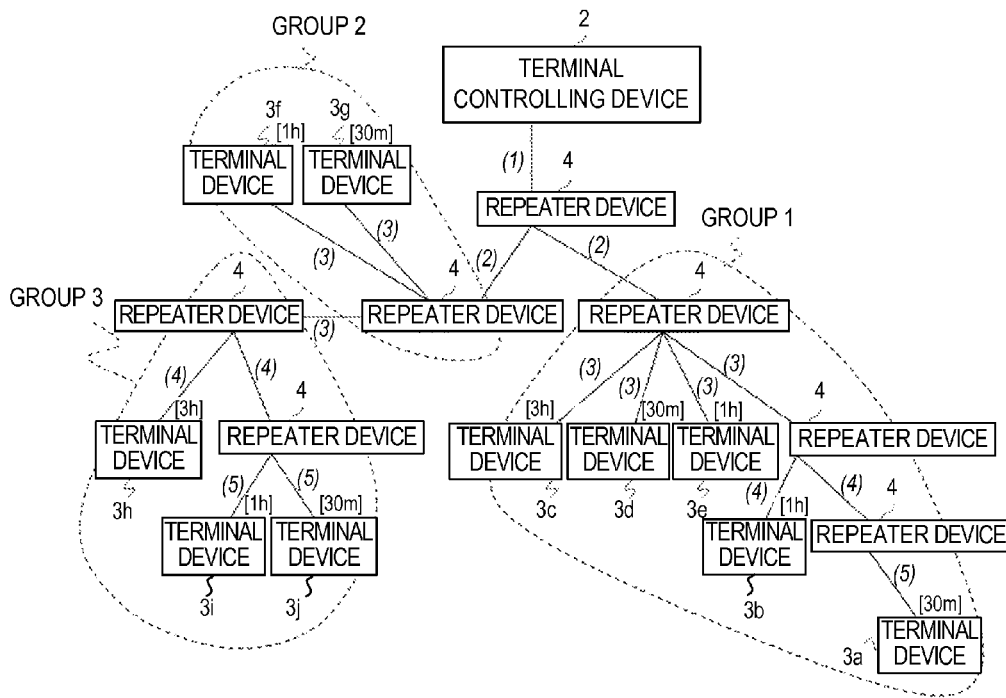 GROUP 2
2
TERMINAL
CONTROLLING DEVICE
3f
[1h]
3g
[30m]
TERMINAL
DEVICE
TERMINAL
DEVICE
(1)
4
REPEATER DEVICE
GROUP 1
(3)
(3)
(2)
(2)
GROUP 3
4
REPEATER DEVICE
(3)
4
REPEATER DEVICE
4
REPEATER DEVICE
(4)
(4)
(3)
(3)
(3)
(3)
[3h]
TERMINAL
DEVICE
3h
4
REPEATER DEVICE
[3h]
TERMINAL
DEVICE
3c
[30m]
TERMINAL
DEVICE
3d
[1h]
TERMINAL
DEVICE
3e
4
REPEATER DEVICE
(5)
(5)
(4)
(4)
[1h]
TERMINAL
DEVICE
3i
[30m]
TERMINAL
DEVICE
3j
[1h]
TERMINAL
DEVICE
3b
4
REPEATER DEVICE
(5)
[30m]
TERMINAL
DEVICE
3a